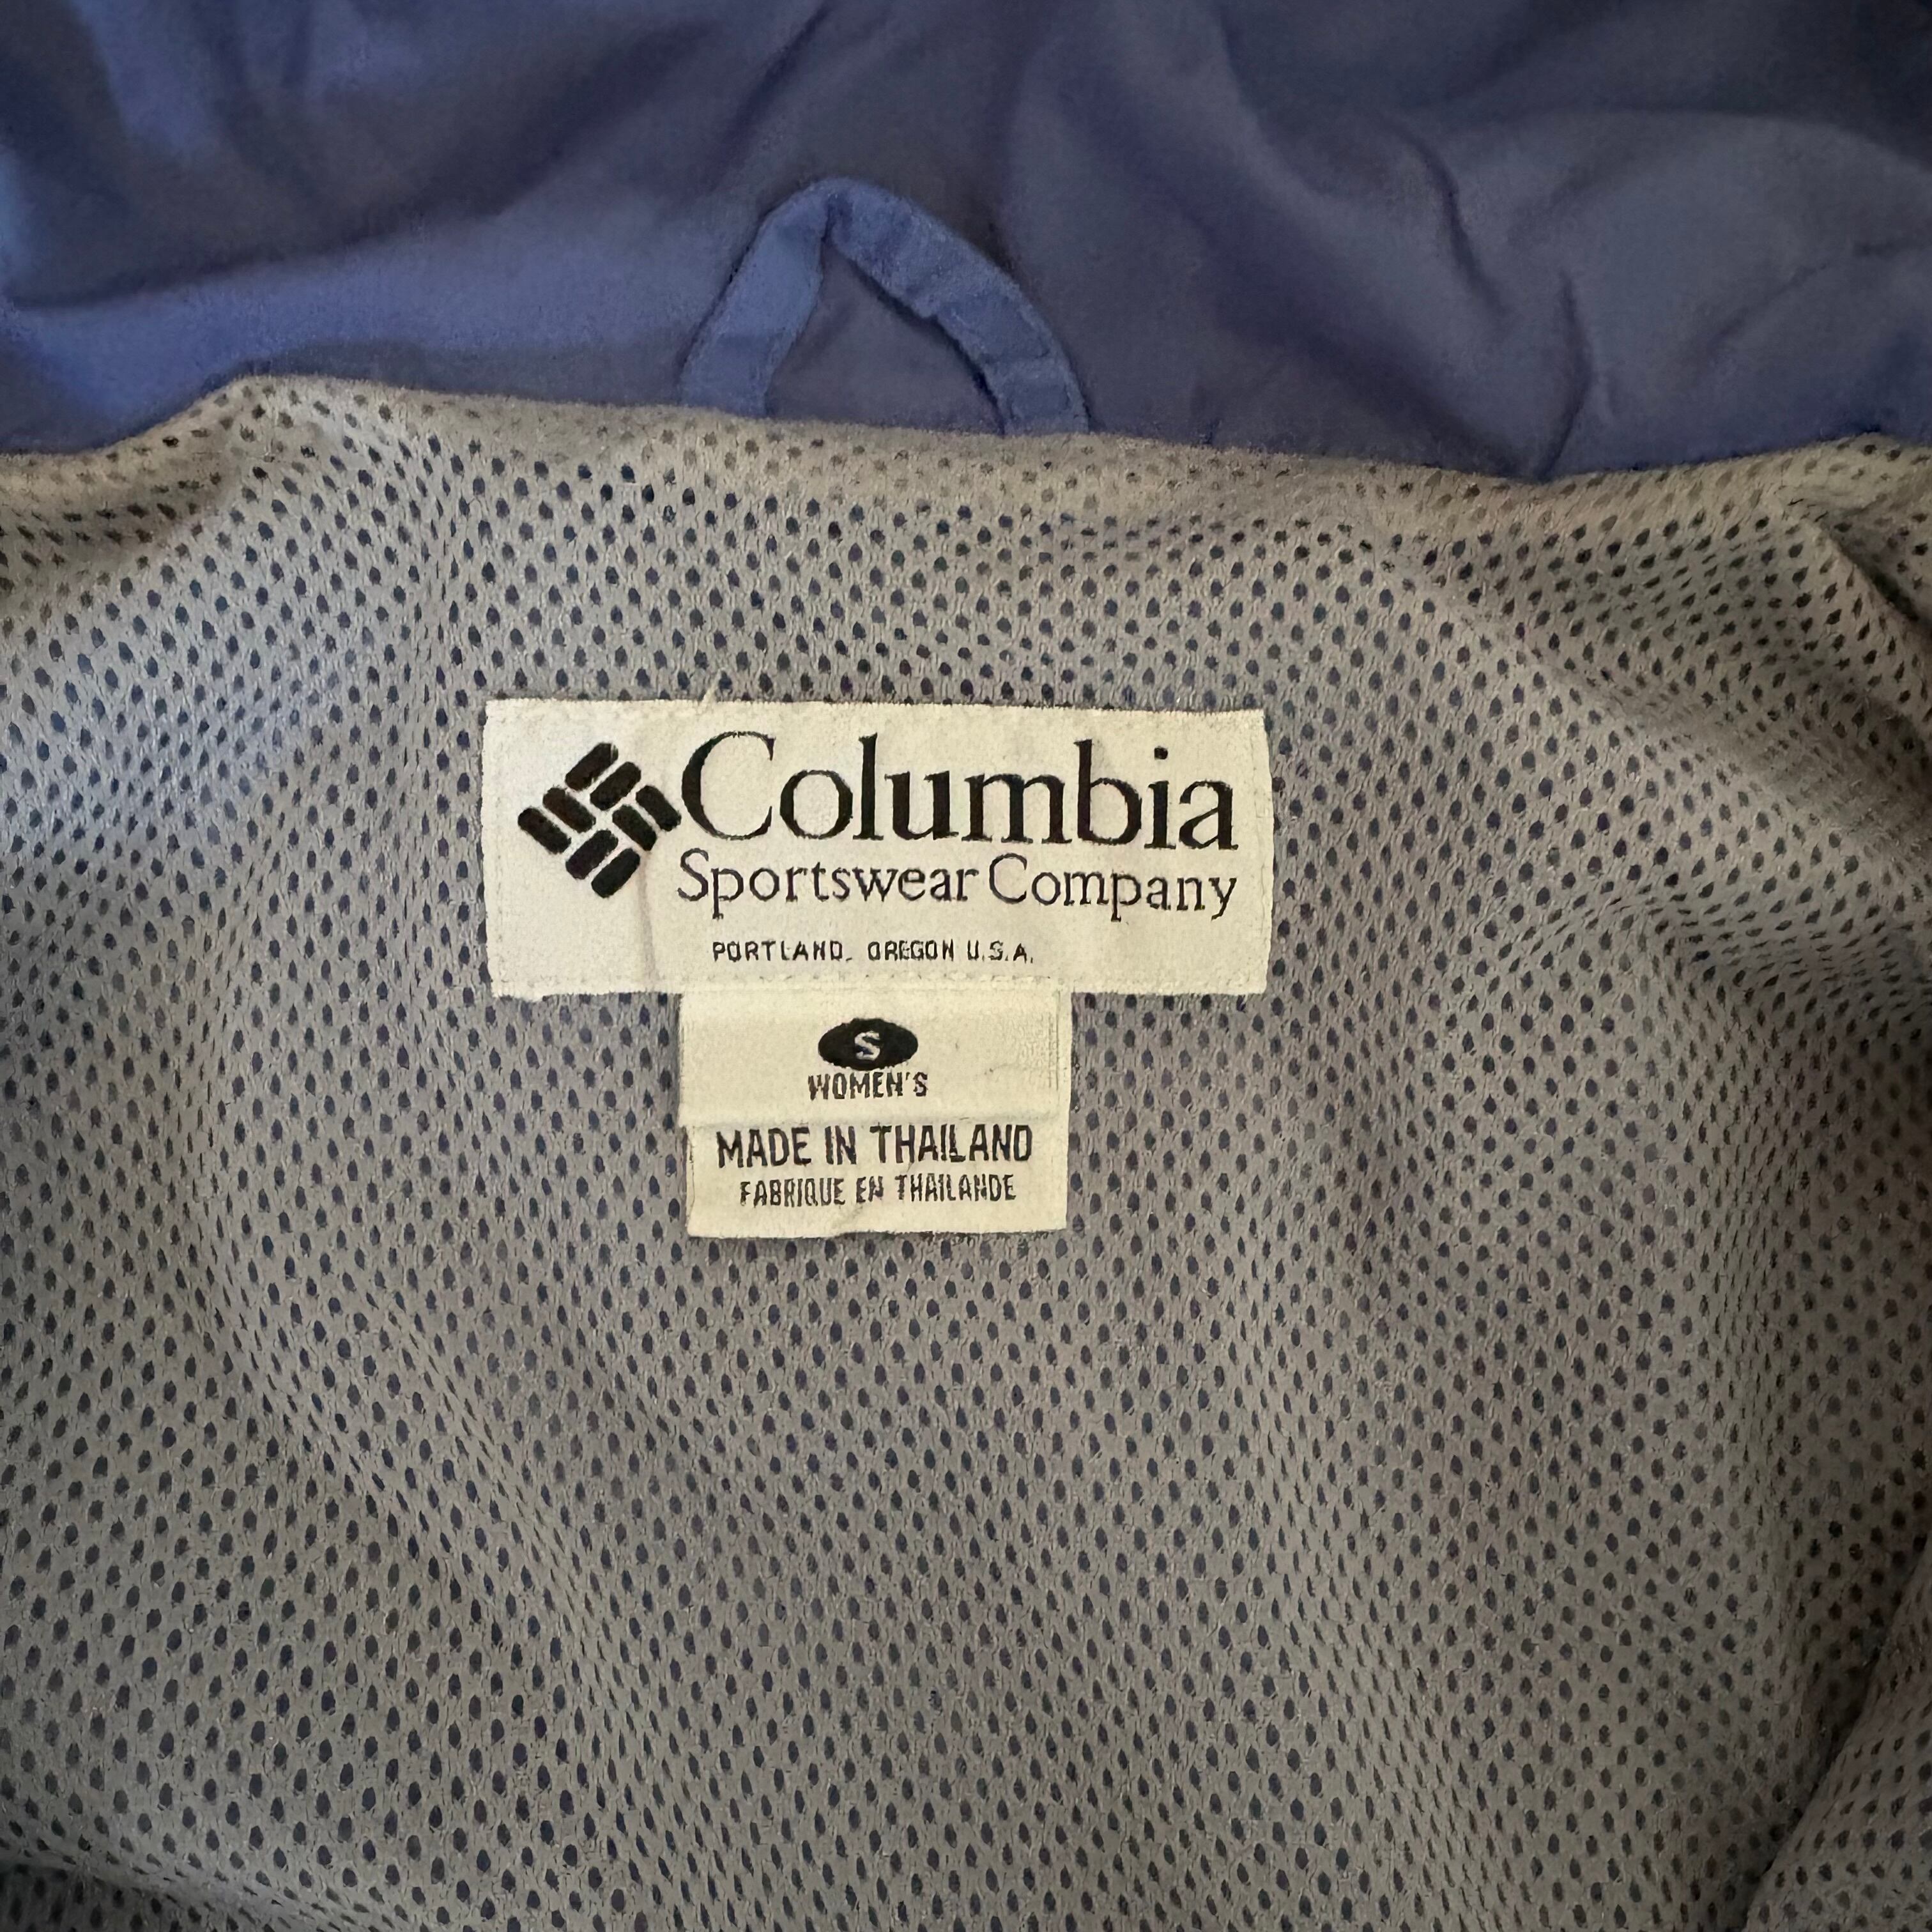 Columbia
Sportswear Company
PORTLAND, OREGON U.S.A.
S
WOMEN'S
MADE IN THAILAND
FABRIQUE EN THAILANDE